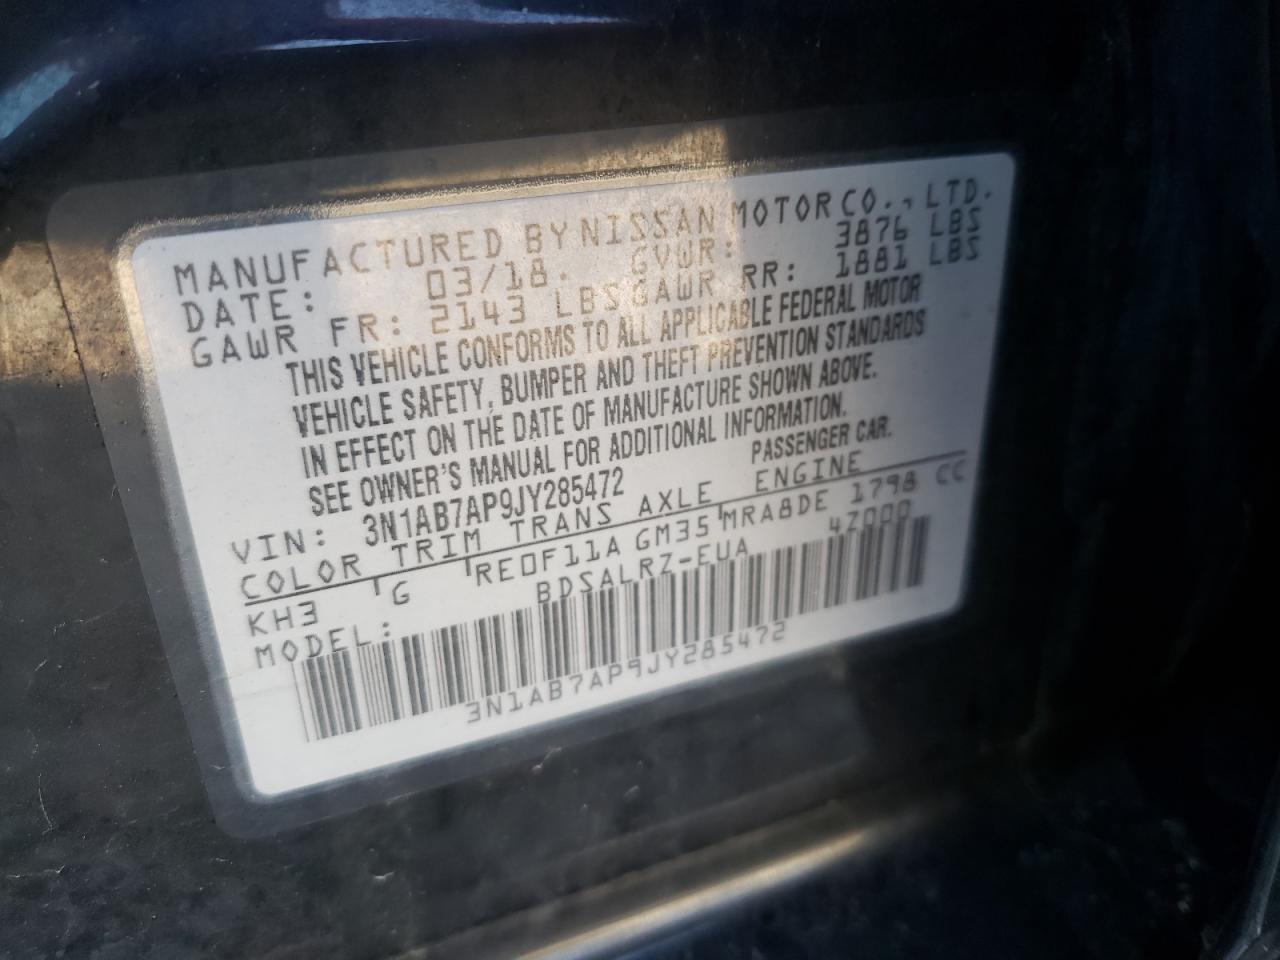 MANUFACTURED BY NISSAN MOTOR CO., LTD.
DATE: 03/18. GVWR: 3876 LBS
GAWR FR: 2143 LBS GAWR RR: 1881 LBS
THIS VEHICLE CONFORMS TO ALL APPLICABLE FEDERAL MOTOR
VEHICLE SAFETY, BUMPER AND THEFT PREVENTION STANDARDS
IN EFFECT ON THE DATE OF MANUFACTURE SHOWN ABOVE.
SEE OWNER'S MANUAL FOR ADDITIONAL INFORMATION.
VIN: 3N1AB7AP9JY285472 PASSENGER CAR.
COLOR TRIM TRANS AXLE ENGINE
KH3 G RE0F11A GM35 MRA8DE 1798 CC
MODEL: BDSALRZ-EUA 4Z000
3N1AB7AP9JY285472